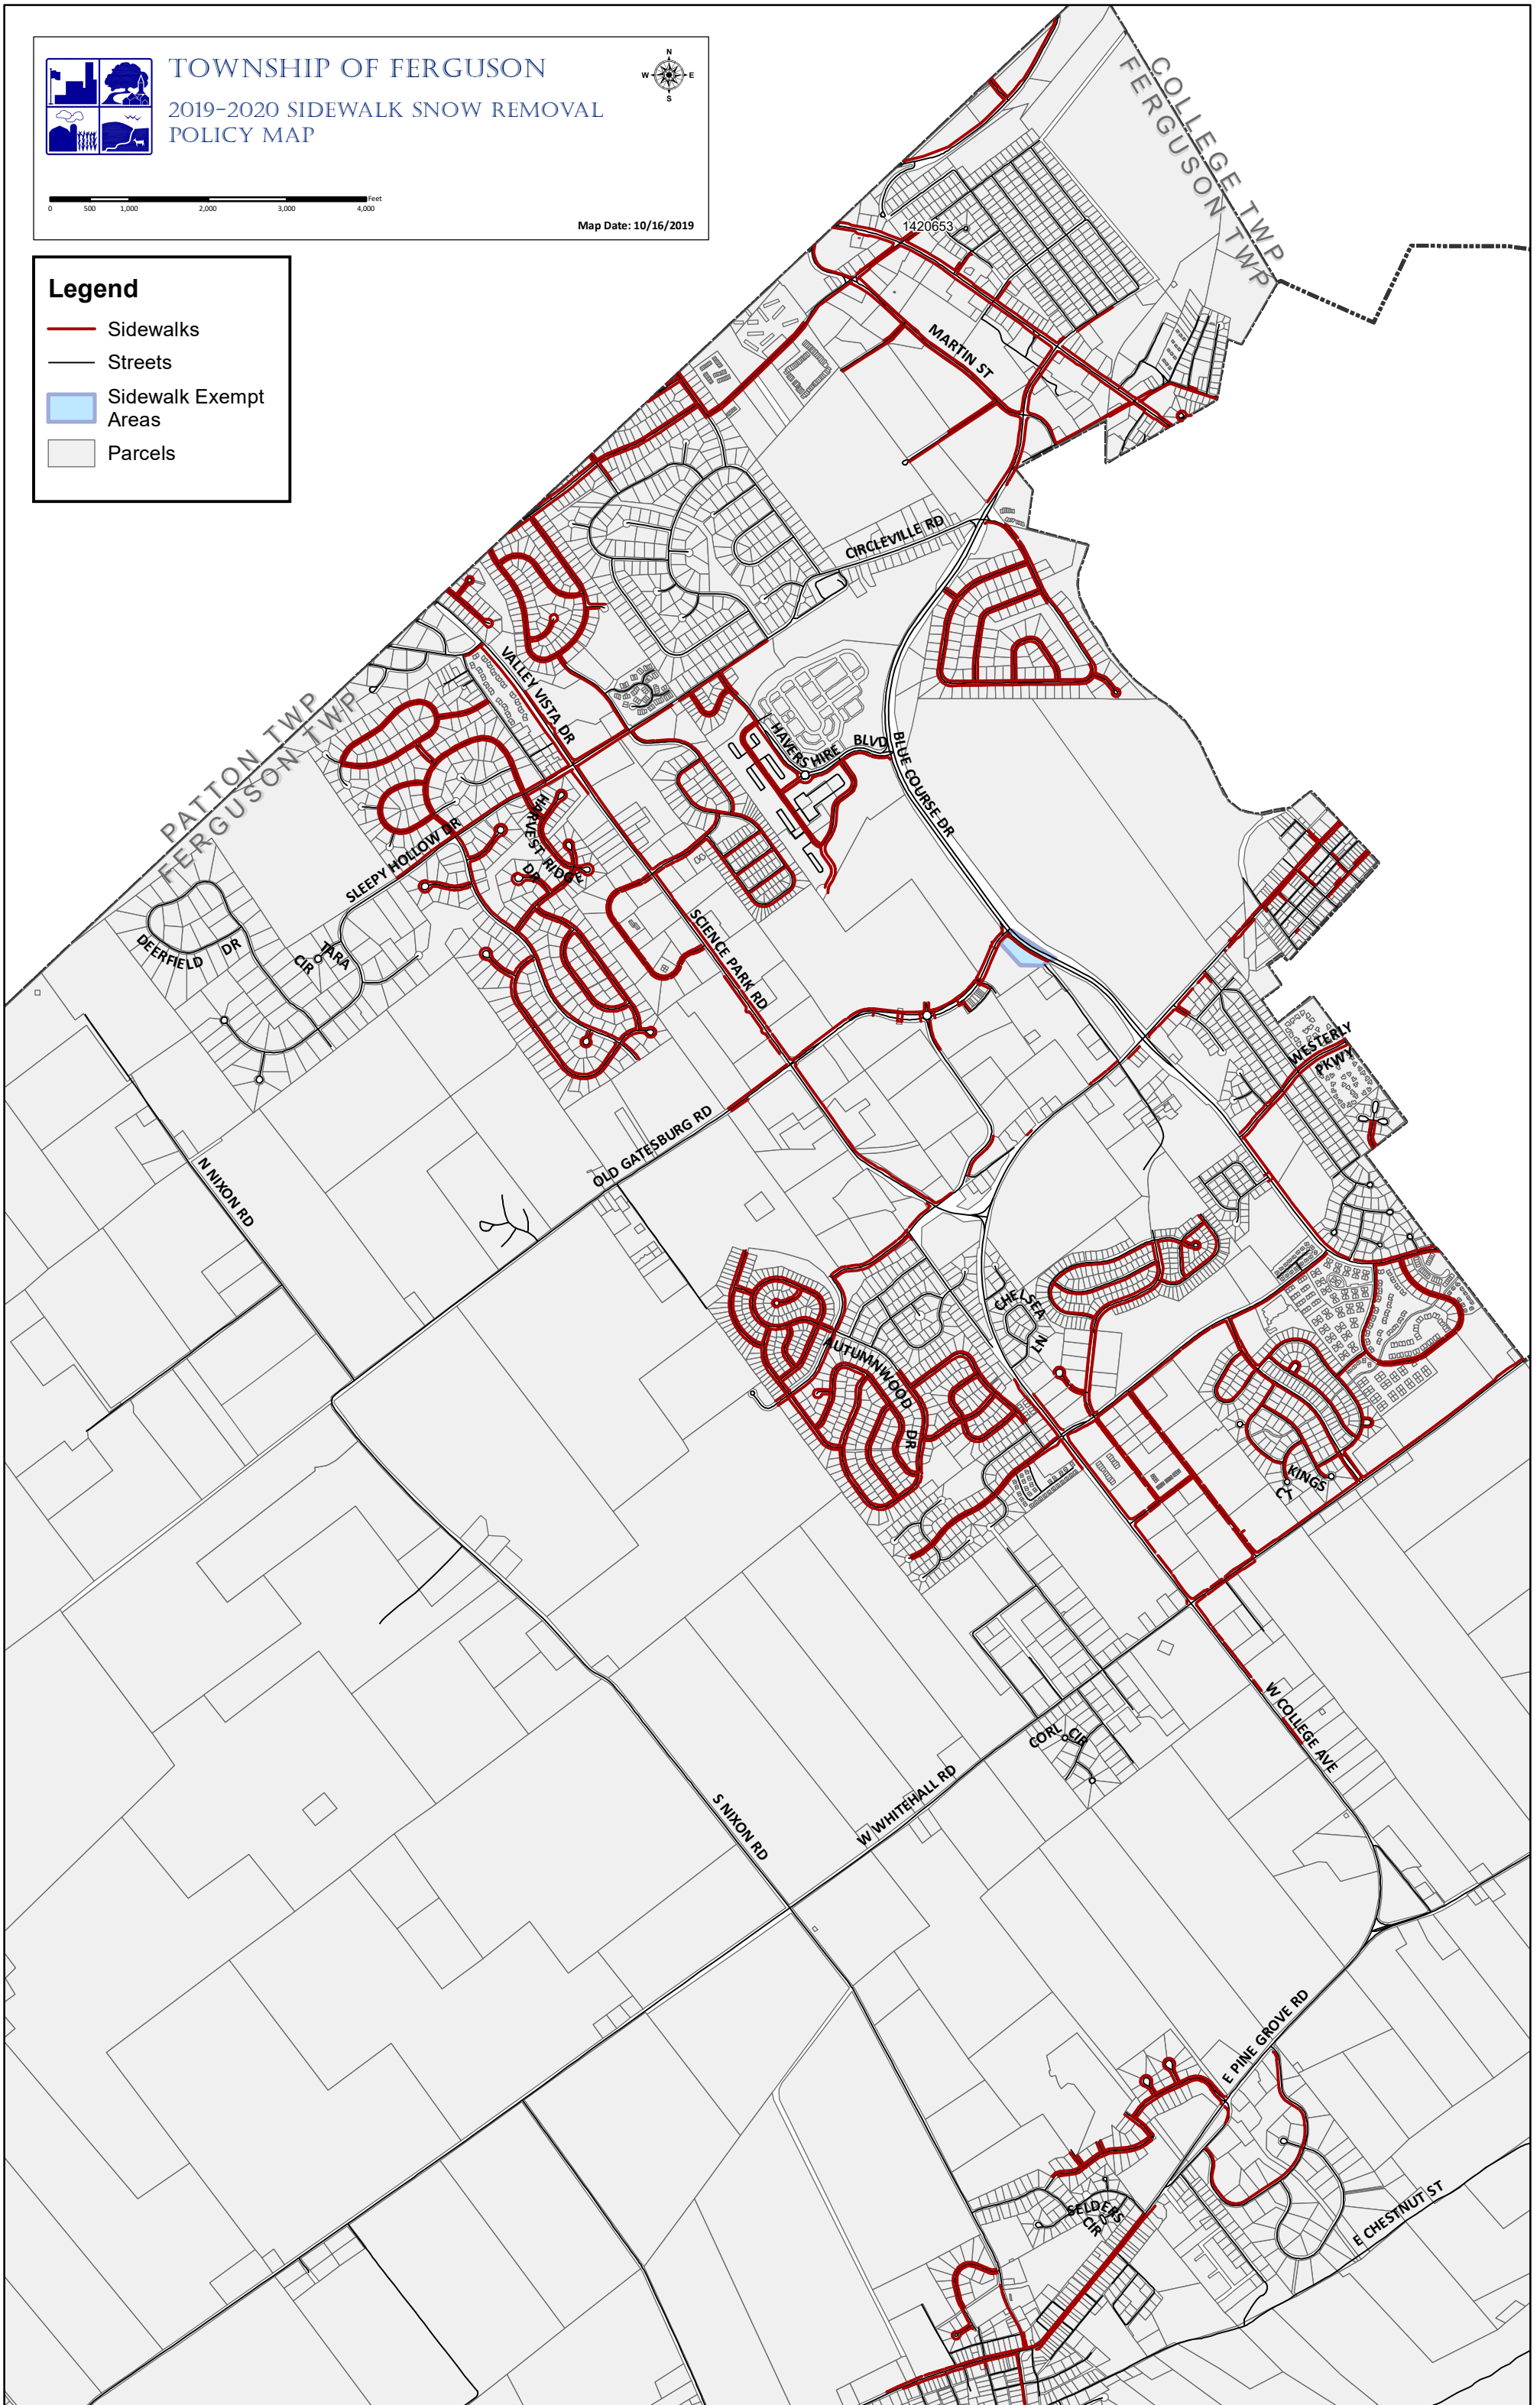 TOWNSHIP OF FERGUSON
2019-2020 SIDEWALK SNOW REMOVAL
POLICY MAP
N
W
E
S
Feet
0 500 1,000 2,000 3,000 4,000
Map Date: 10/16/2019
Legend
Sidewalks
Streets
Sidewalk Exempt
Areas
Parcels
COLLEGE TWP
FERGUSON TWP
1420653
MARTIN ST
CIRCLEVILLE RD
VALLEY VISTA DR
PATTON TWP
FERGUSON TWP
HAVERSHIRE BLVD
BLUE COURSE DR
HARVEST RIDGE
DR
SLEEPY HOLLOW DR
DEERFIELD DR
TARA
CIR
SCIENCE PARK RD
WESTERLY
PKWY
OLD GATESBURG RD
N NIXON RD
CHELSEA
LN
AUTUMNWOOD
DR
KINGS
CT
W COLLEGE AVE
CORL CIR
W WHITEHALL RD
S NIXON RD
E PINE GROVE RD
SELDERS
CIR
E CHESTNUT ST